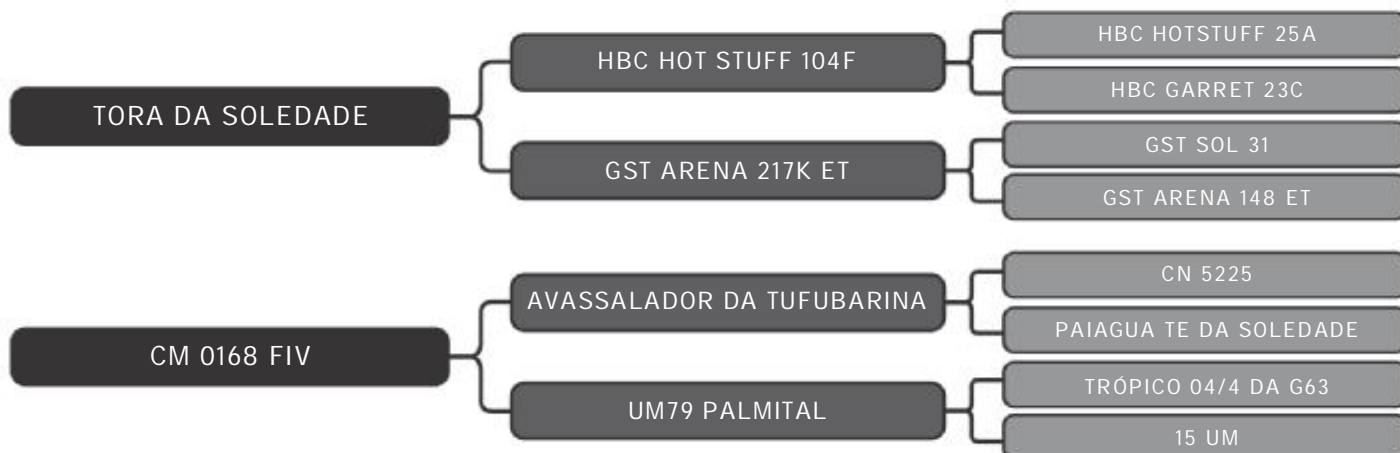 TORA DA SOLEDADE
HBC HOT STUFF 104F
HBC HOTSTUFF 25A
HBC GARRET 23C
GST ARENA 217K ET
GST SOL 31
GST ARENA 148 ET
CM 0168 FIV
AVASSALADOR DA TUFUBARINA
CN 5225
PAIAGUA TE DA SOLEDADE
UM79 PALMITAL
TRÓPICO 04/4 DA G63
15 UM